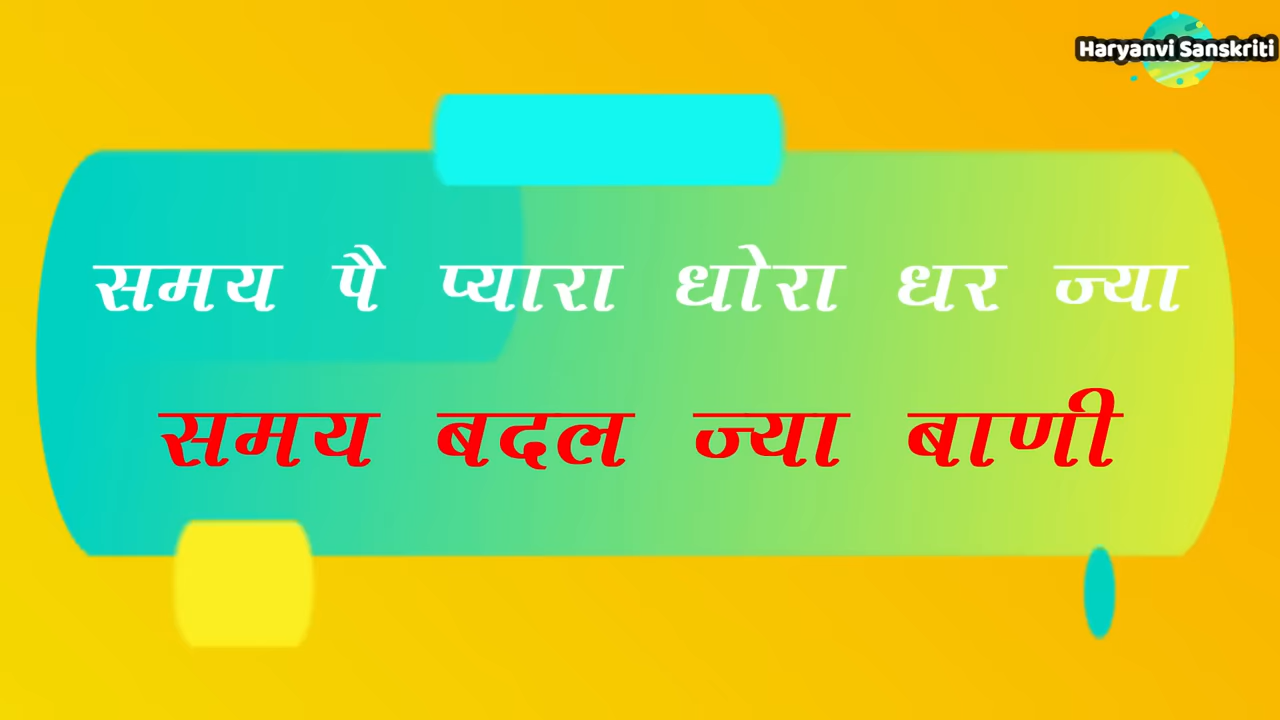 Haryanvi Sanskriti
समय पै प्यारा धोरा धर ज्या
समय बदल ज्या बाणी